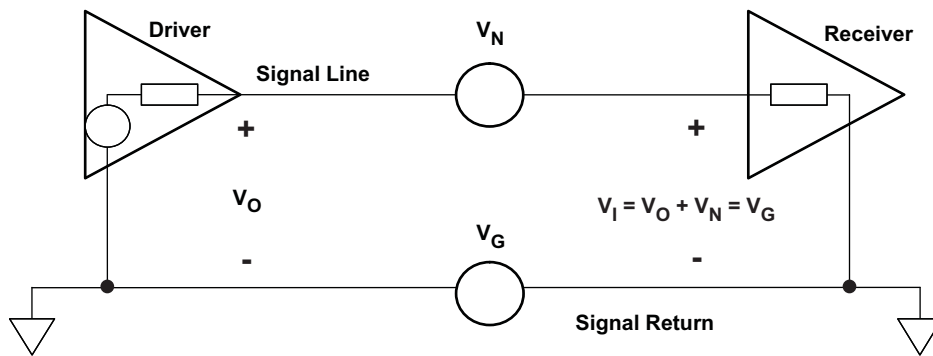 Driver
V_N
Receiver
Signal Line
+
+
V_O
V_I = V_O + V_N = V_G
V_G
-
-
Signal Return